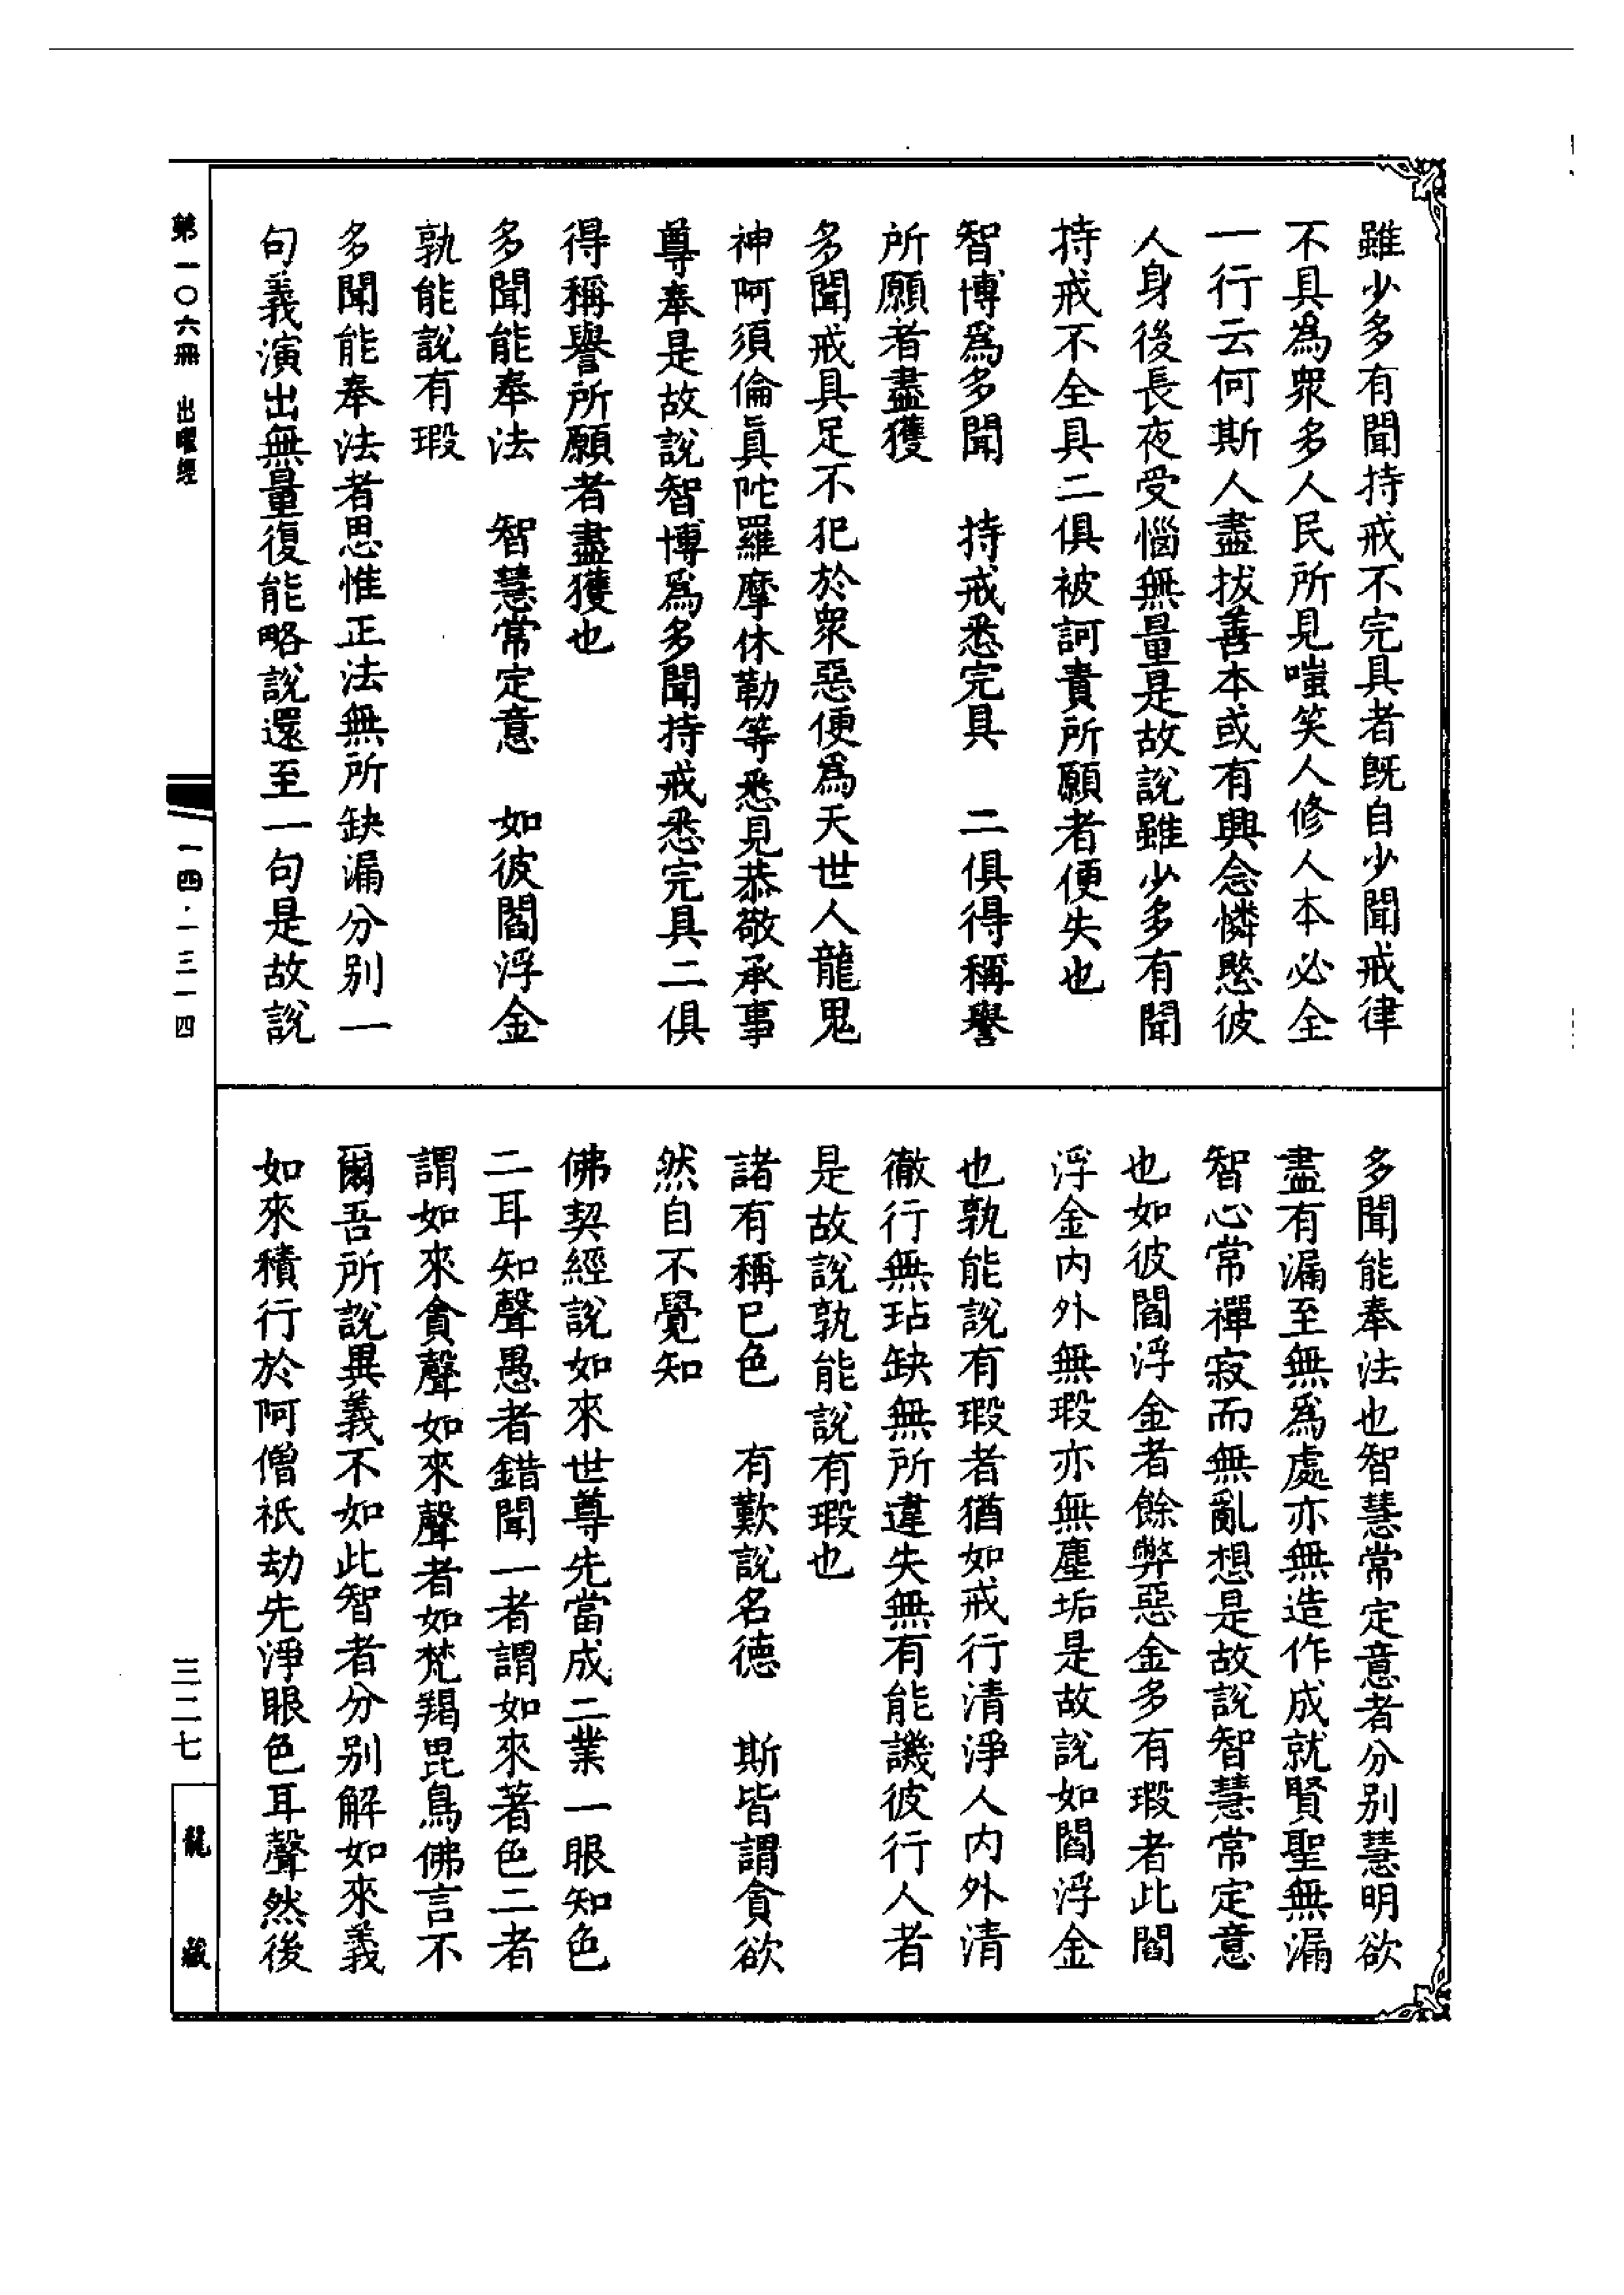 雖少多有聞持戒不完具者既自少聞戒律
不具為衆多人民所見嗤笑人修人本必全
一行云何斯人盡拔善本或有興念憐愍彼
人身後長夜受惱無量是故說雖少多有聞
持戒不全具二俱被訶責所願者便失也
智博爲多聞　持戒悉完具　二俱得稱譽
所願者盡獲
多聞戒具足不犯於衆惡便爲天世人龍鬼
神阿須倫眞陀羅摩休勒等悉見恭敬承事
尊奉是故說智博爲多聞持戒悉完具二俱
得稱譽所願者盡獲也
多聞能奉法　智慧常定意　如彼閻浮金
孰能說有瑕
多聞能奉法者思惟正法無所缺漏分別一
句義演出無量復能略說還至一句是故說
多聞能奉法也智慧常定意者分別慧明欲
盡有漏至無爲處亦無造作成就賢聖無漏
智心常禪寂而無亂想是故說智慧常定意
也如彼閻浮金者餘弊惡金多有瑕者此閻
浮金內外無瑕亦無塵垢是故說如閻浮金
也孰能說有瑕者猶如戒行清淨人內外清
徹行無玷缺無所違失無有能譏彼行人者
是故說孰能說有瑕也
諸有稱已色　有歎說名德　斯皆謂貪欲
然自不覺知
佛契經說如來世尊先當成二業一眼知色
二耳知聲愚者錯聞一者謂如來著色二者
謂如來貪聲如來聲者如梵羯毘鳥佛言不
爾吾所說異義不如此智者分別解如來義
如來積行於阿僧祇劫先淨眼色耳聲然後
第一〇六冊　出曜經
一四·一三一四
三二七
龍藏